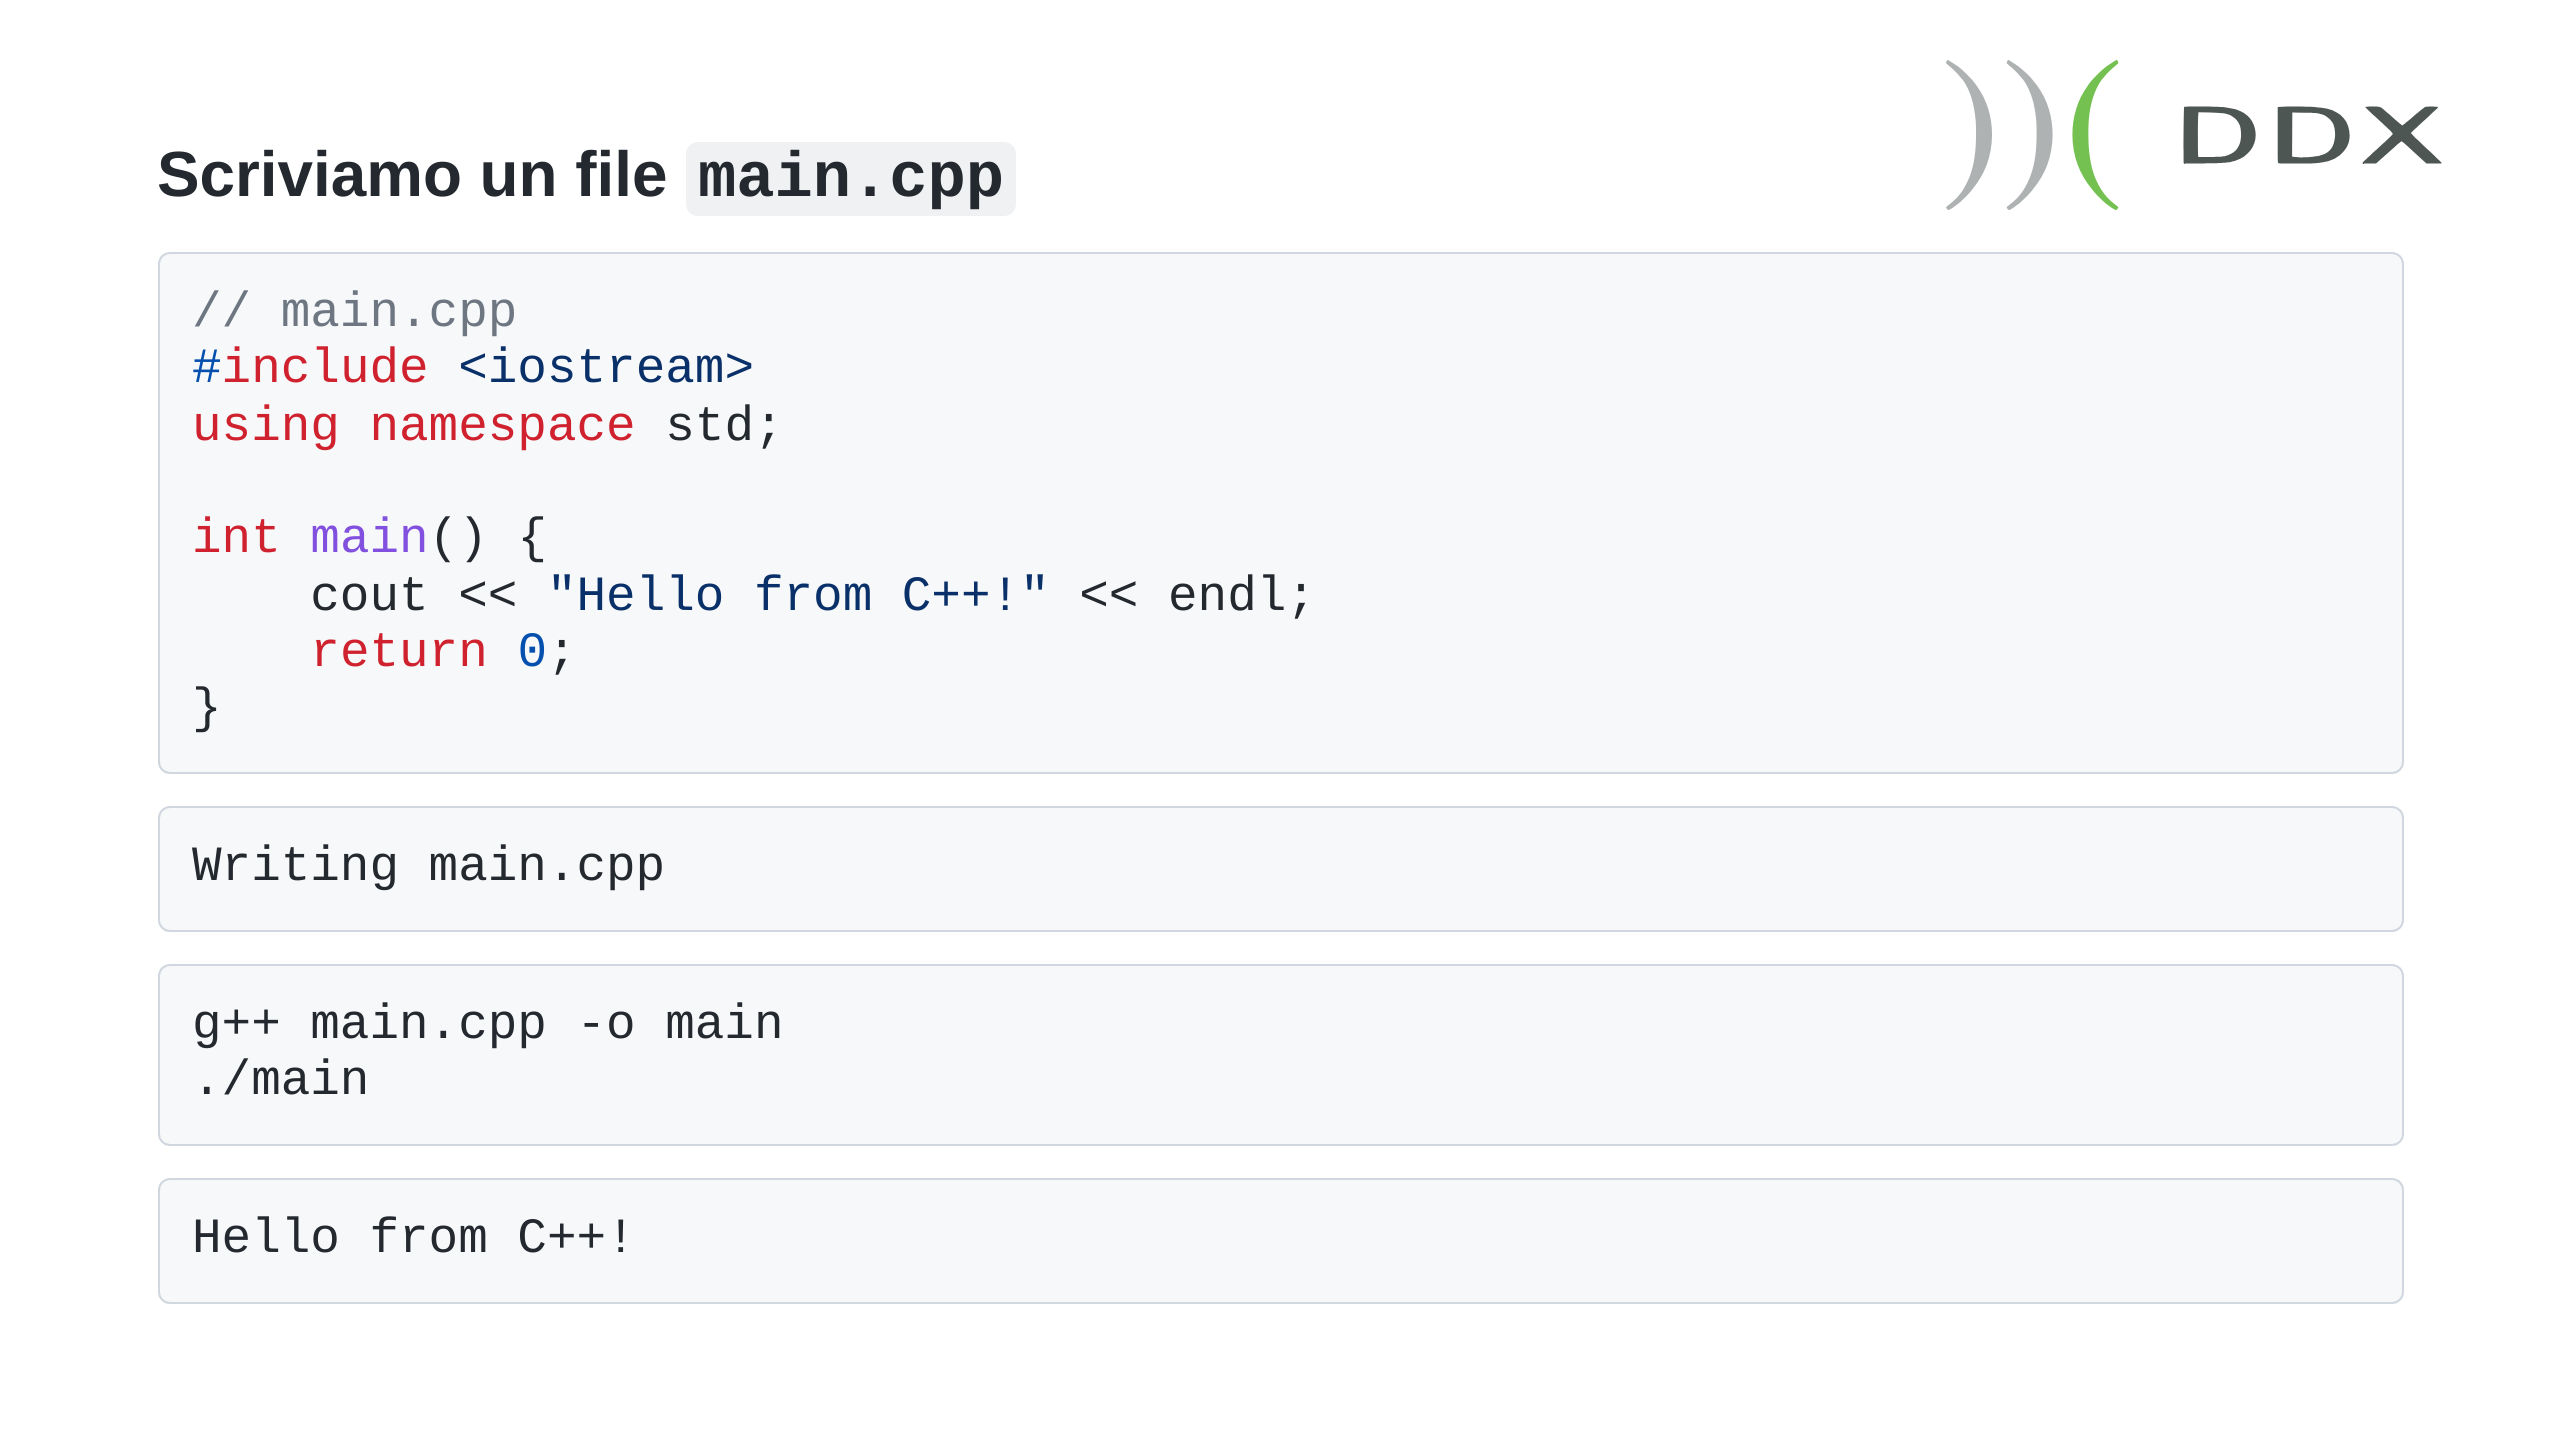 DDX
Scriviamo un file main.cpp
// main.cpp
#include <iostream>
using namespace std;

int main() {
    cout << "Hello from C++!" << endl;
    return 0;
}
Writing main.cpp
g++ main.cpp -o main
./main
Hello from C++!